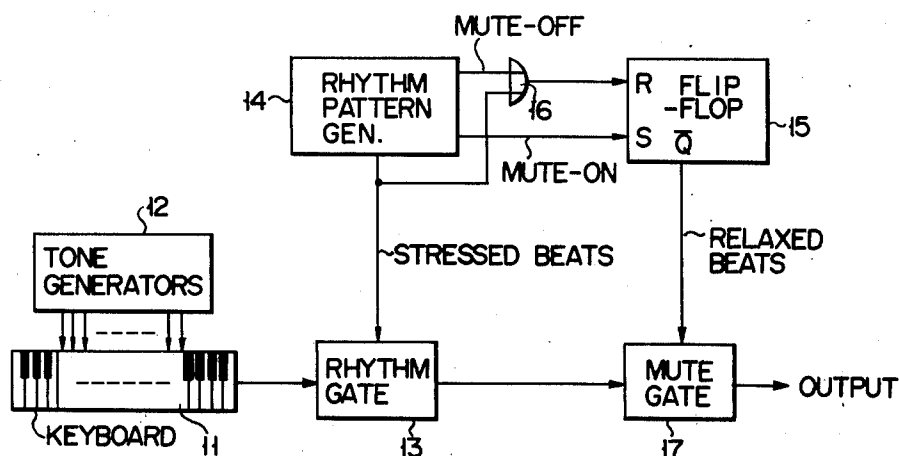 MUTE-OFF
14
RHYTHM
PATTERN
GEN.
16
R FLIP
-FLOP
S Q̅
15
MUTE-ON
12
TONE
GENERATORS
STRESSED BEATS
RELAXED
BEATS
RHYTHM
GATE
MUTE
GATE
OUTPUT
KEYBOARD
11
13
17